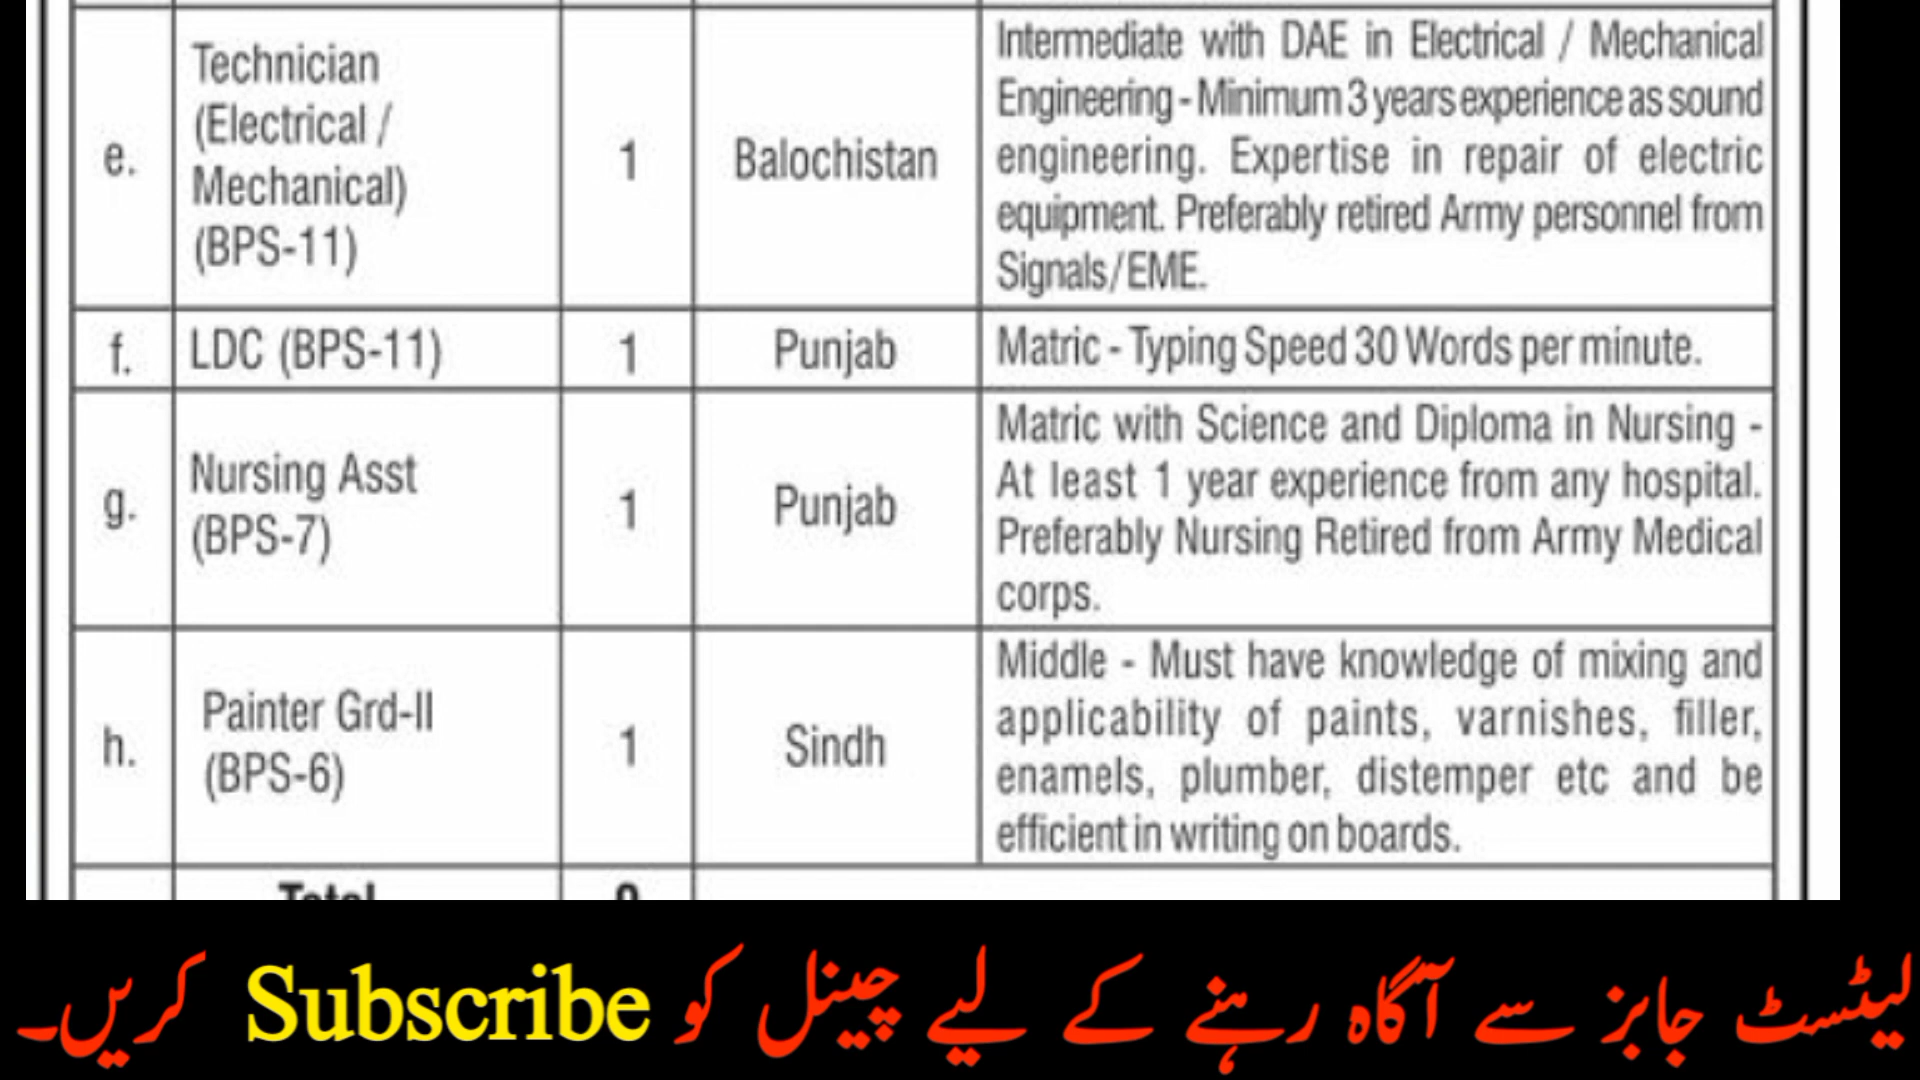 e.
Technician
(Electrical /
Mechanical)
(BPS-11)
1
Balochistan
Intermediate with DAE in Electrical / Mechanical
Engineering - Minimum 3 years experience as sound
engineering. Expertise in repair of electric
equipment. Preferably retired Army personnel from
Signals/EME.
f.
LDC (BPS-11)
1
Punjab
Matric - Typing Speed 30 Words per minute.
g.
Nursing Asst
(BPS-7)
1
Punjab
Matric with Science and Diploma in Nursing -
At least 1 year experience from any hospital.
Preferably Nursing Retired from Army Medical
corps.
h.
Painter Grd-II
(BPS-6)
1
Sindh
Middle - Must have knowledge of mixing and
applicability of paints, varnishes, filler,
enamels, plumber, distemper etc and be
efficient in writing on boards.
Total
لیٹسٹ جابز سے آگاہ رہنے کے لیے چینل کو Subscribe کریں۔